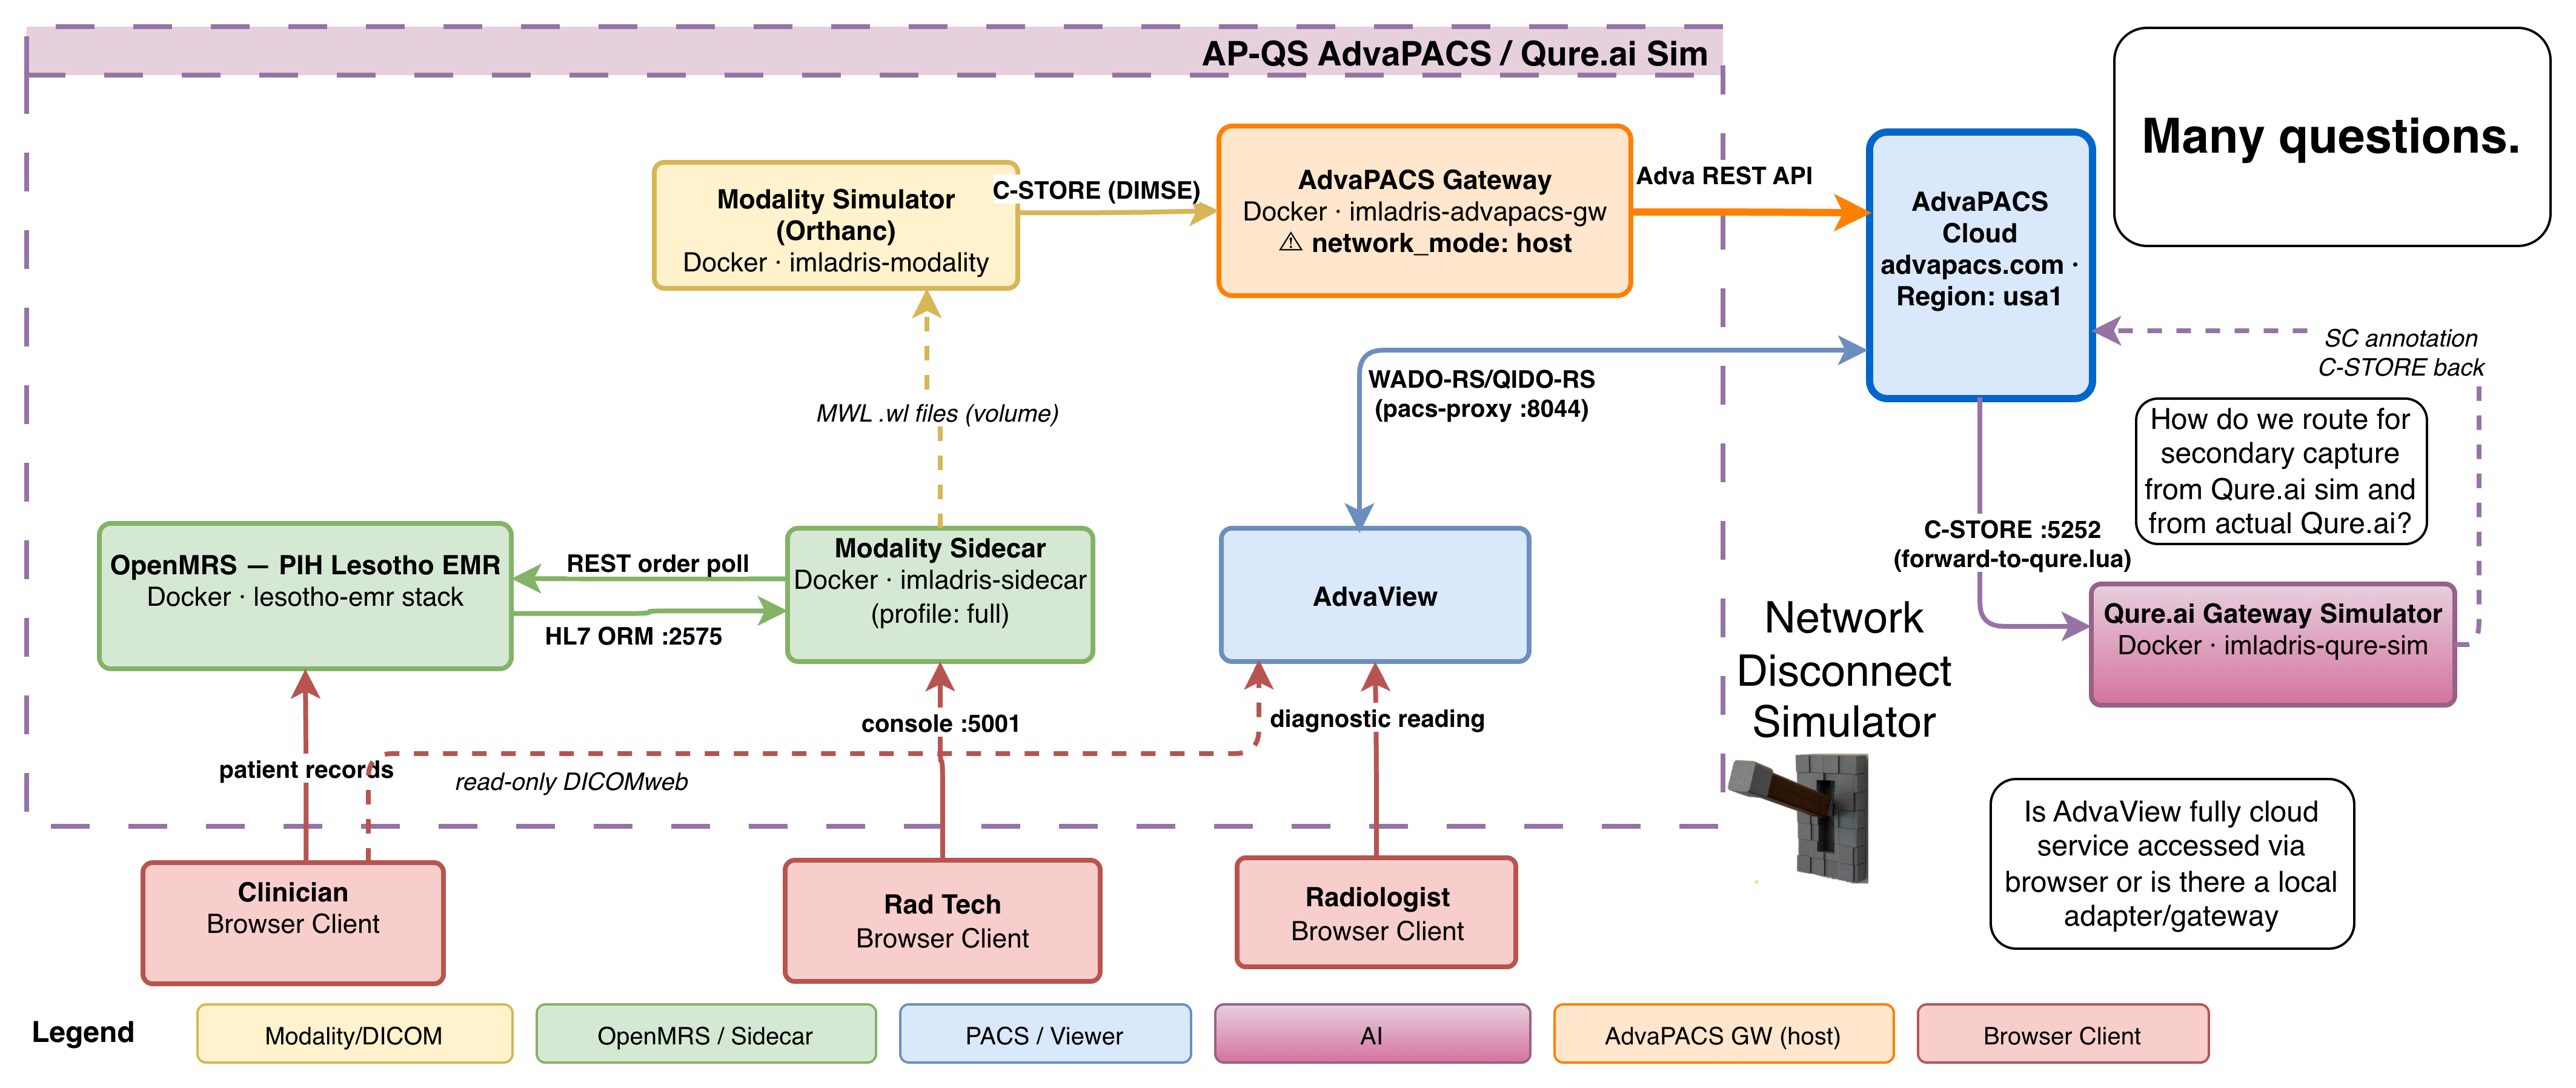 AP-QS AdvaPACS / Qure.ai Sim
Many questions.
Modality Simulator
(Orthanc)
Docker · imladris-modality
C-STORE (DIMSE)
AdvaPACS Gateway
Docker · imladris-advapacs-gw
⚠ network_mode: host
Adva REST API
AdvaPACS
Cloud
advapacs.com ·
Region: usa1
SC annotation
C-STORE back
WADO-RS/QIDO-RS
(pacs-proxy :8044)
MWL .wl files (volume)
How do we route for
secondary capture
from Qure.ai sim and
from actual Qure.ai?
C-STORE :5252
(forward-to-qure.lua)
OpenMRS — PIH Lesotho EMR
Docker · lesotho-emr stack
REST order poll
HL7 ORM :2575
Modality Sidecar
Docker · imladris-sidecar
(profile: full)
AdvaView
Network
Disconnect
Simulator
Qure.ai Gateway Simulator
Docker · imladris-qure-sim
console :5001
diagnostic reading
patient records
read-only DICOMweb
Is AdvaView fully cloud
service accessed via
browser or is there a local
adapter/gateway
Clinician
Browser Client
Rad Tech
Browser Client
Radiologist
Browser Client
Legend
Modality/DICOM
OpenMRS / Sidecar
PACS / Viewer
AI
AdvaPACS GW (host)
Browser Client